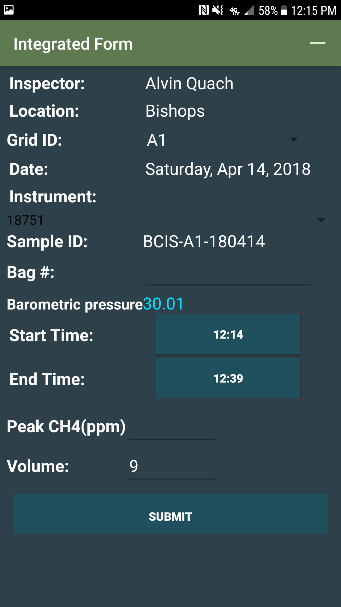 58% 12:15 PM
Integrated Form
Inspector: Alvin Quach
Location: Bishops
Grid ID: A1
Date: Saturday, Apr 14, 2018
Instrument:
18751
Sample ID: BCIS-A1-180414
Bag #:
Barometric pressure30.01
Start Time: 12:14
End Time: 12:39
Peak CH4(ppm)
Volume: 9
SUBMIT